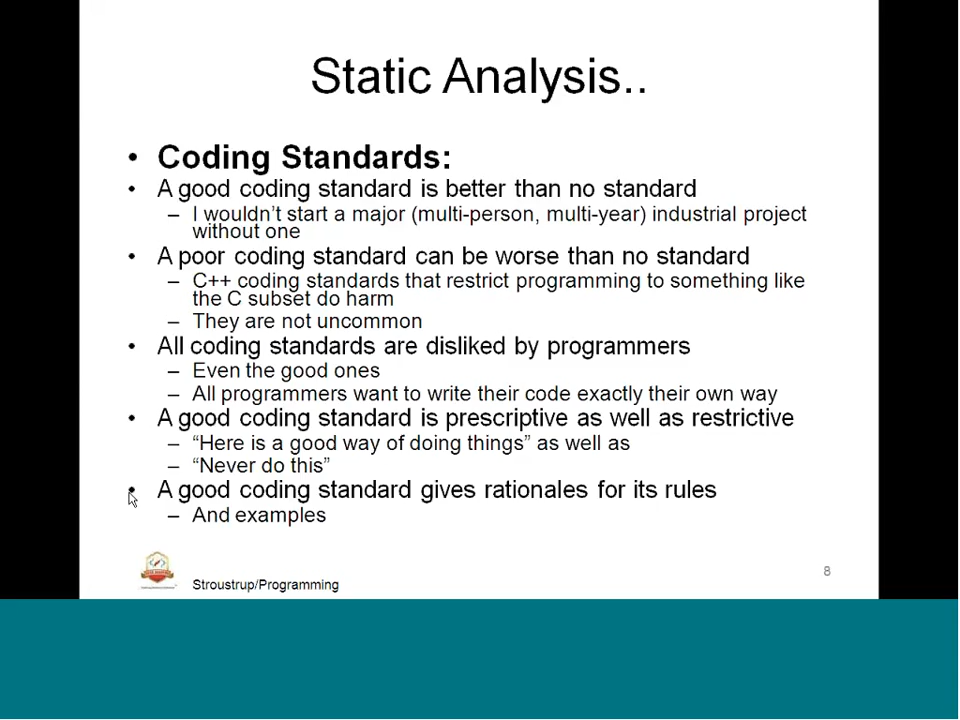 Static Analysis..
• Coding Standards:
• A good coding standard is better than no standard
– I wouldn’t start a major (multi-person, multi-year) industrial project
without one
• A poor coding standard can be worse than no standard
– C++ coding standards that restrict programming to something like
the C subset do harm
– They are not uncommon
• All coding standards are disliked by programmers
– Even the good ones
– All programmers want to write their code exactly their own way
• A good coding standard is prescriptive as well as restrictive
– “Here is a good way of doing things” as well as
– “Never do this”
• A good coding standard gives rationales for its rules
– And examples
Stroustrup/Programming
8